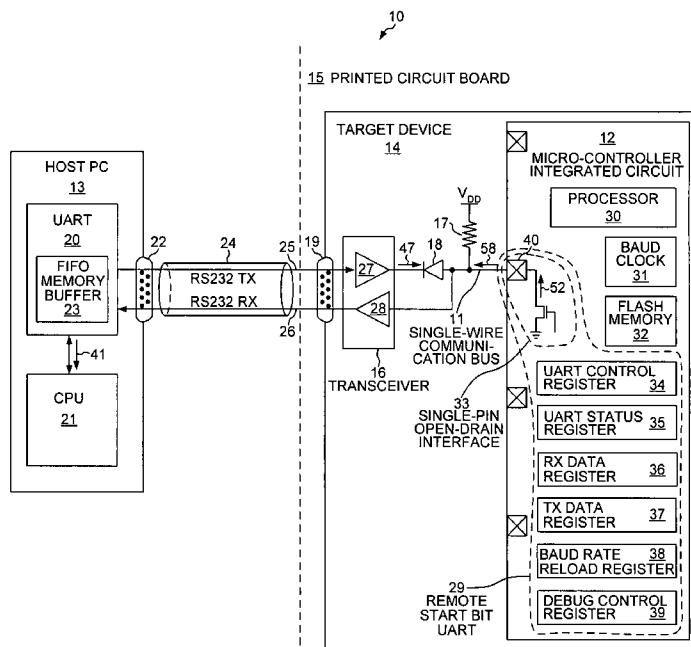 10
15 PRINTED CIRCUIT BOARD
HOST PC
13
UART
20
FIFO
MEMORY
BUFFER
23
41
CPU
21
22
24
25
RS232 TX
RS232 RX
26
19
TARGET DEVICE
14
27
28
16
TRANSCEIVER
47
18
VDD
17
58
11
SINGLE-WIRE
COMMUNI-
CATION BUS
33
SINGLE-PIN
OPEN-DRAIN
INTERFACE
40
52
12
MICRO-CONTROLLER
INTEGRATED CIRCUIT
PROCESSOR
30
BAUD
CLOCK
31
FLASH
MEMORY
32
UART CONTROL
REGISTER 34
UART STATUS
REGISTER 35
RX DATA
REGISTER 36
TX DATA
REGISTER 37
BAUD RATE 38
RELOAD REGISTER
DEBUG CONTROL
REGISTER 39
29
REMOTE
START BIT
UART